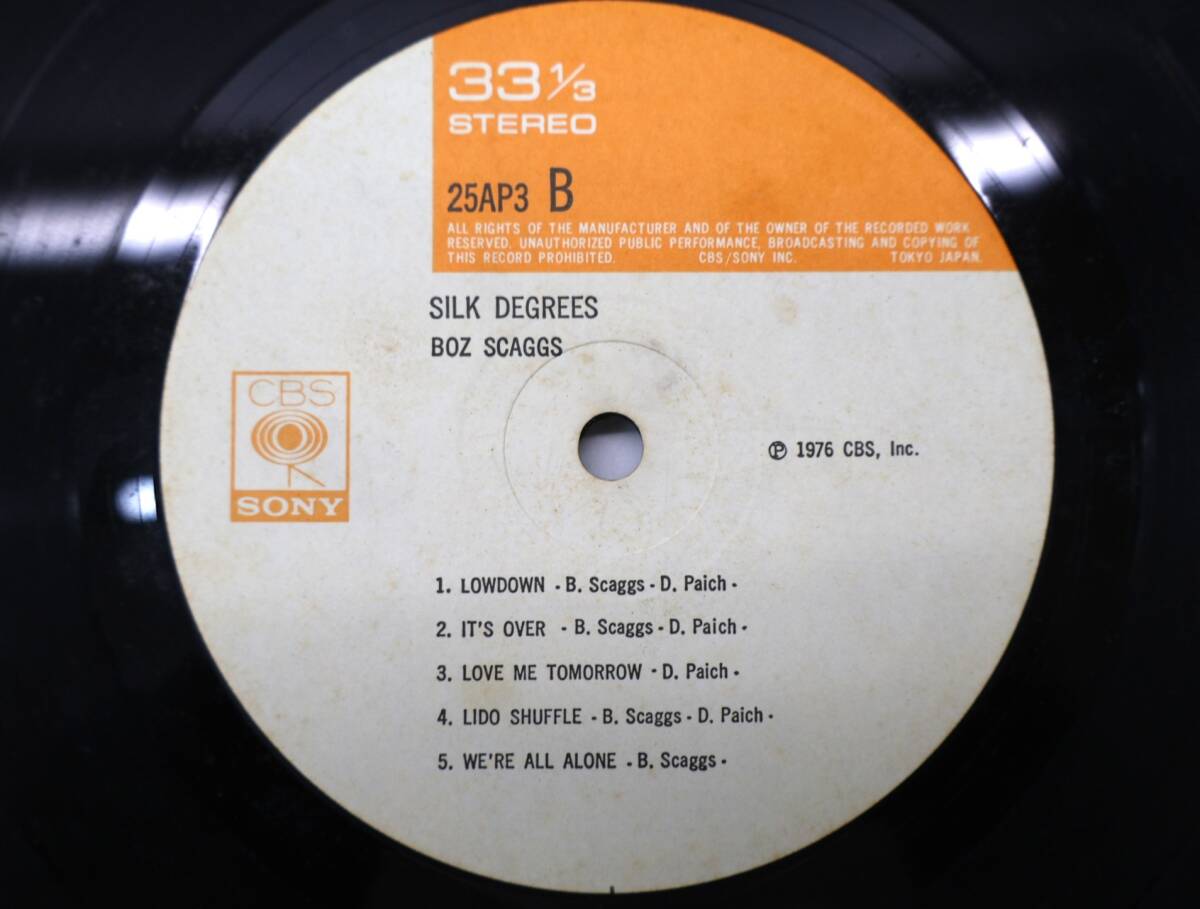 33 1/3
STEREO
25AP3 B
ALL RIGHTS OF THE MANUFACTURER AND OF THE OWNER OF THE RECORDED WORK
RESERVED. UNAUTHORIZED PUBLIC PERFORMANCE, BROADCASTING AND COPYING OF
THIS RECORD PROHIBITED. CBS/SONY INC. TOKYO JAPAN.
SILK DEGREES
BOZ SCAGGS
CBS
SONY
℗ 1976 CBS, Inc.
1. LOWDOWN · B. Scaggs · D. Paich ·
2. IT'S OVER · B. Scaggs · D. Paich ·
3. LOVE ME TOMORROW · D. Paich ·
4. LIDO SHUFFLE · B. Scaggs · D. Paich ·
5. WE'RE ALL ALONE · B. Scaggs ·